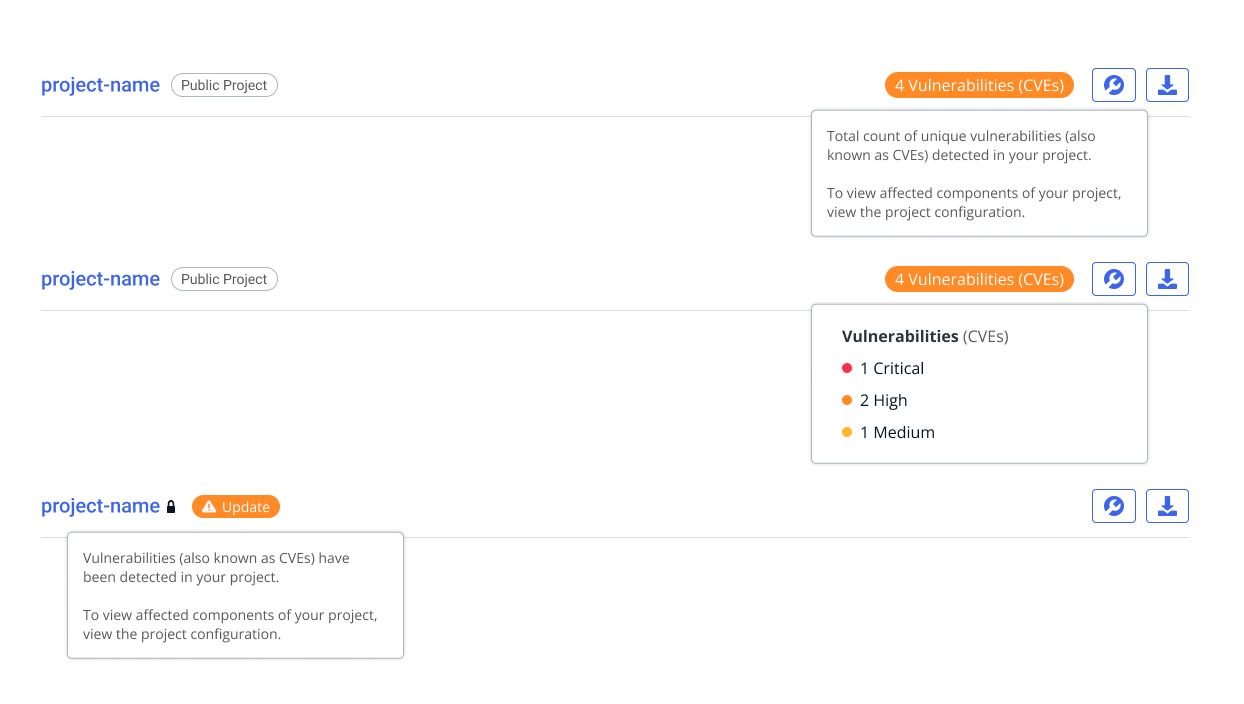 project-name Public Project 4 Vulnerabilities (CVEs)
Total count of unique vulnerabilities (also
known as CVEs) detected in your project.
To view affected components of your project,
view the project configuration.
project-name Public Project 4 Vulnerabilities (CVEs)
Vulnerabilities (CVEs)
1 Critical
2 High
1 Medium
project-name Update
Vulnerabilities (also known as CVEs) have
been detected in your project.
To view affected components of your project,
view the project configuration.